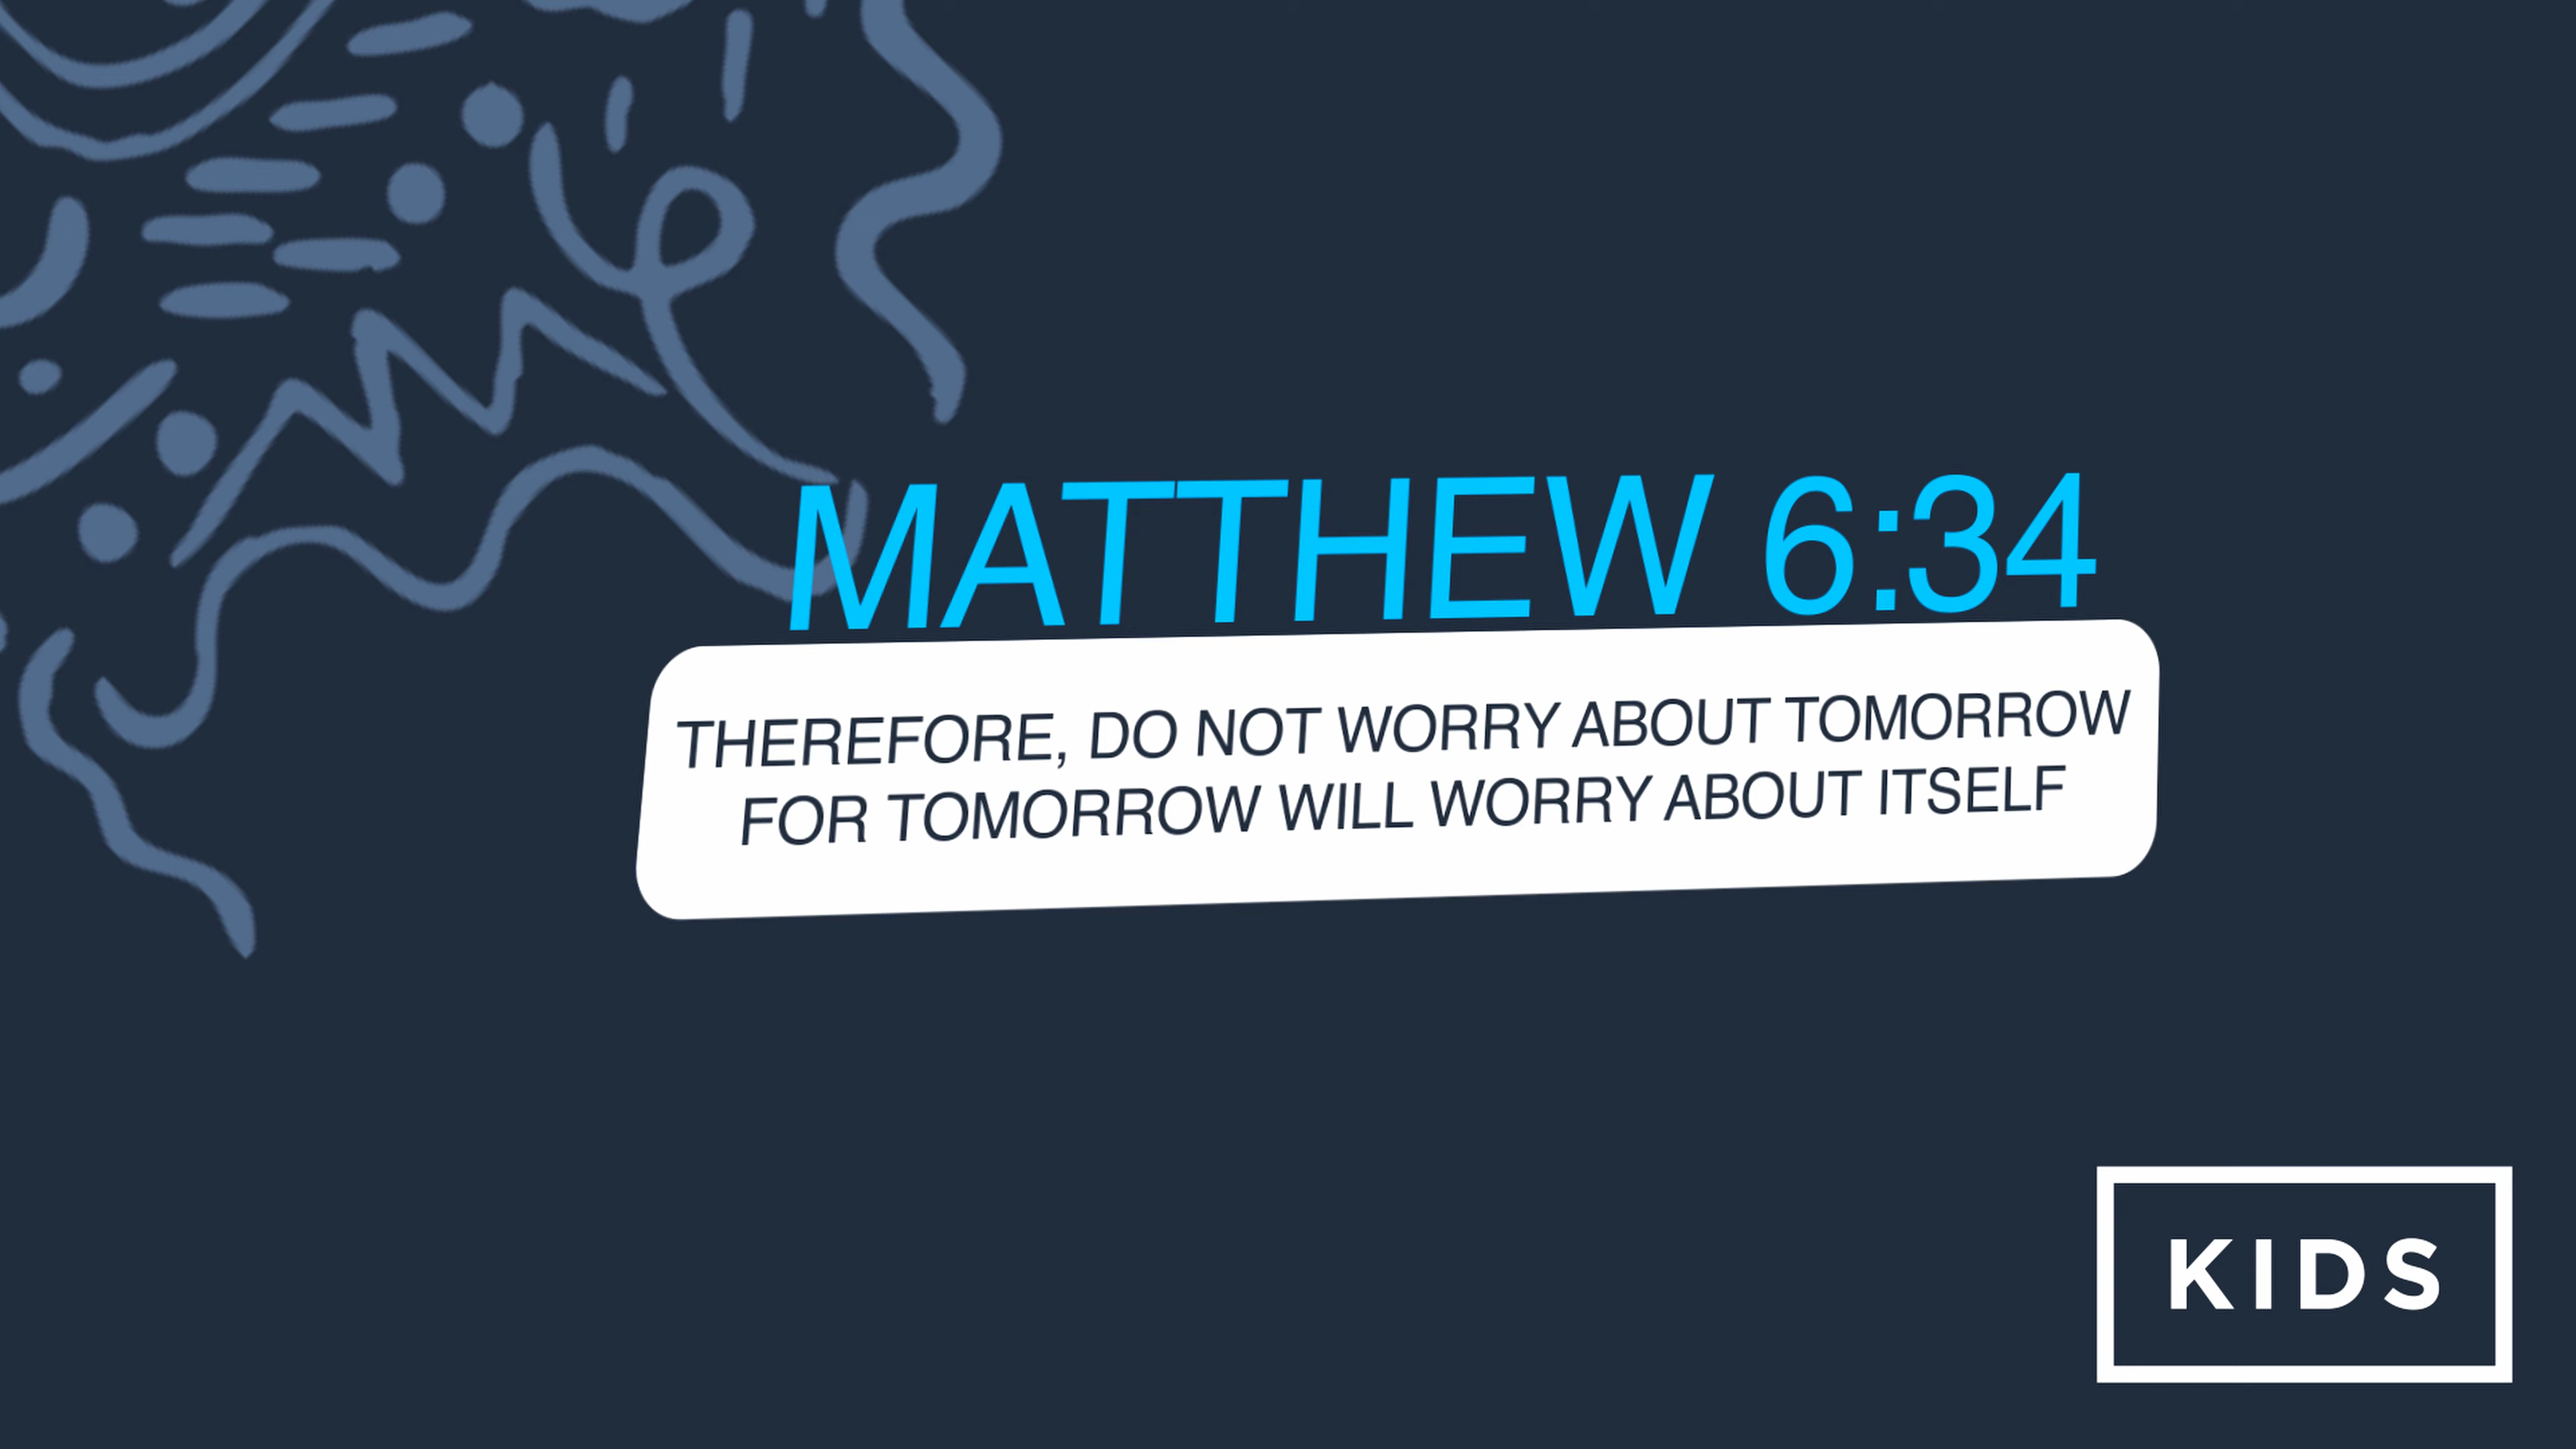 MATTHEW 6:34
THEREFORE, DO NOT WORRY ABOUT TOMORROW
FOR TOMORROW WILL WORRY ABOUT ITSELF
KIDS